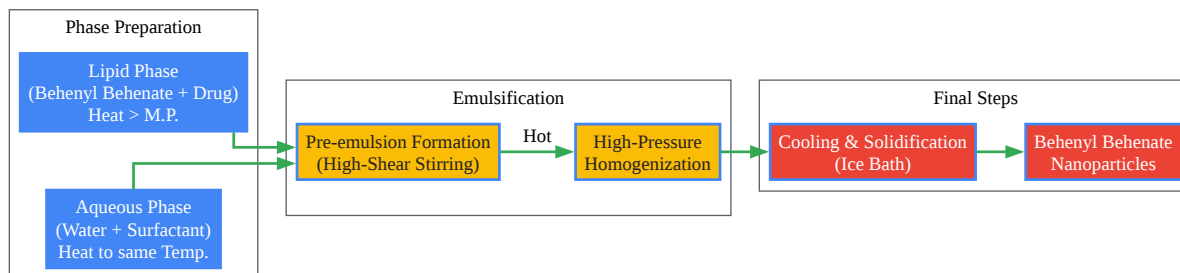 Phase Preparation
Lipid Phase
(Behenyl Behenate + Drug)
Heat > M.P.
Aqueous Phase
(Water + Surfactant)
Heat to same Temp.
Emulsification
Pre-emulsion Formation
(High-Shear Stirring)
Hot
High-Pressure
Homogenization
Final Steps
Cooling & Solidification
(Ice Bath)
Behenyl Behenate
Nanoparticles